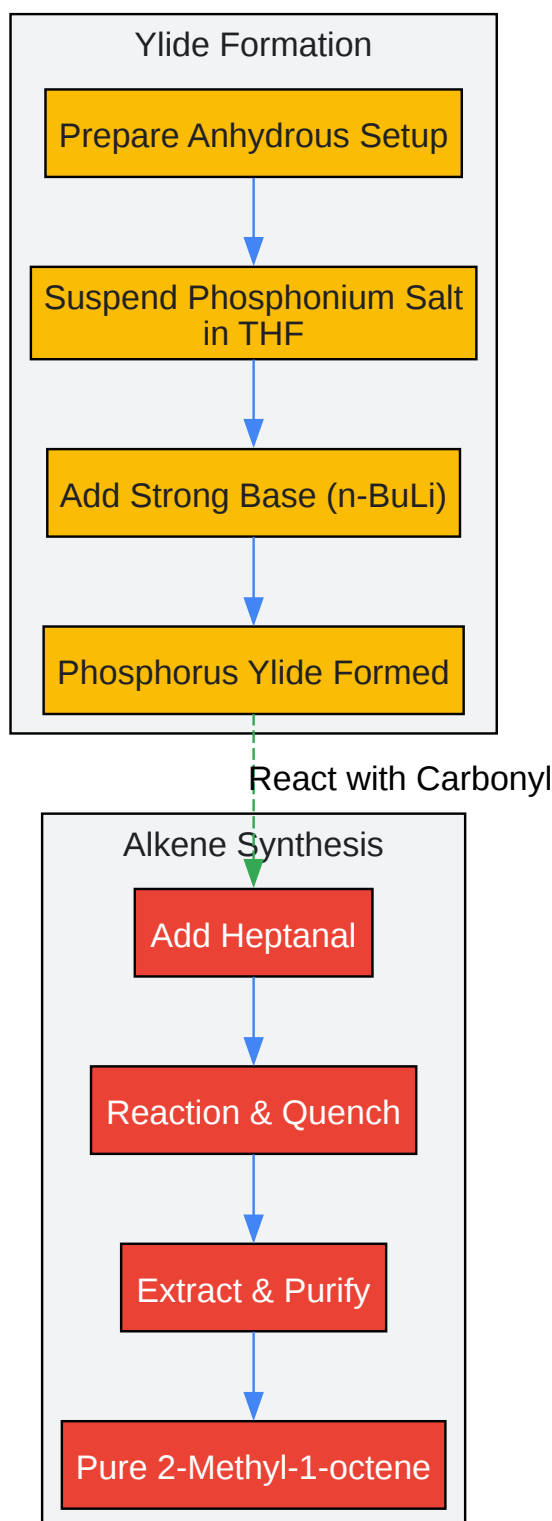 Ylide Formation
Prepare Anhydrous Setup
Suspend Phosphonium Salt
in THF
Add Strong Base (n-BuLi)
Phosphorus Ylide Formed
React with Carbonyl
Alkene Synthesis
Add Heptanal
Reaction & Quench
Extract & Purify
Pure 2-Methyl-1-octene